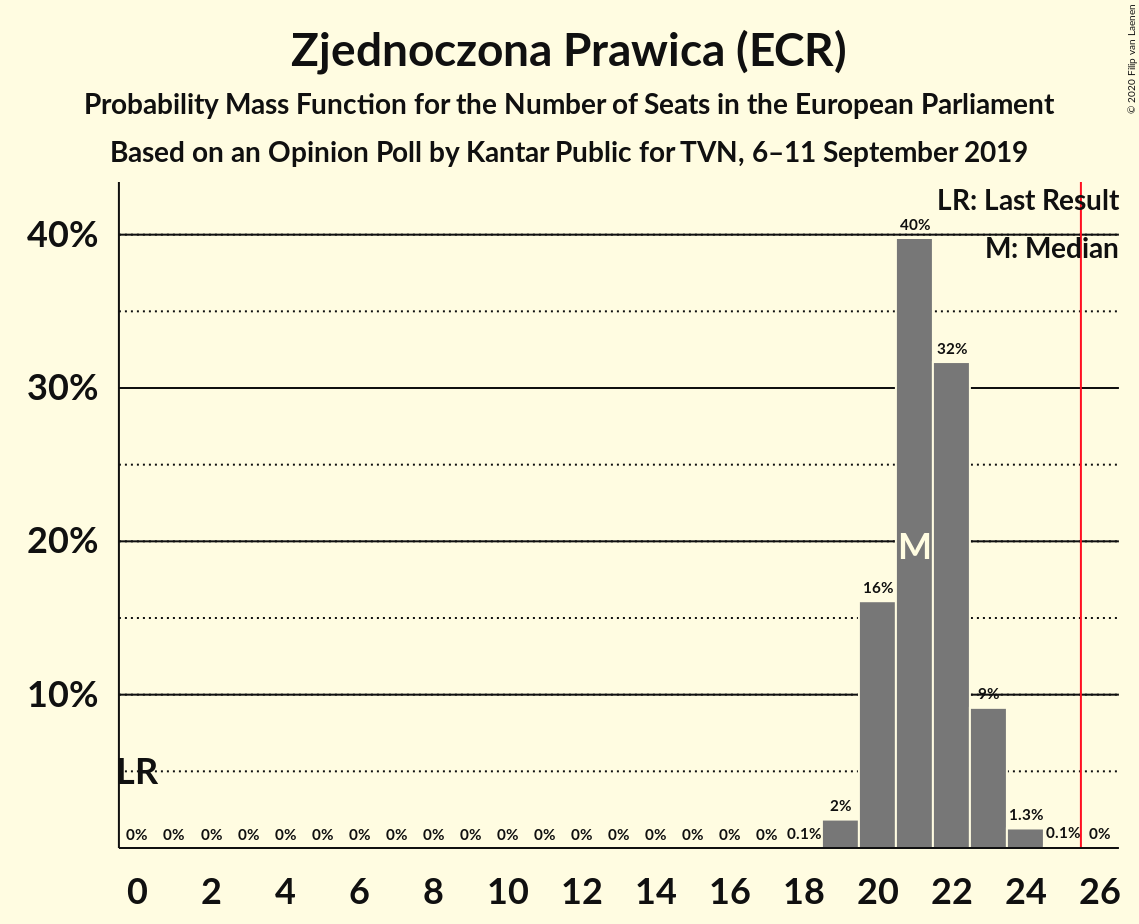 Zjednoczona Prawica (ECR)
Probability Mass Function for the Number of Seats in the European Parliament
Based on an Opinion Poll by Kantar Public for TVN, 6–11 September 2019
© 2020 Filip van Laenen
LR: Last Result
M: Median
40%
30%
20%
10%
40%
32%
M
16%
9%
LR
2%
1.3%
0% 0% 0% 0% 0% 0% 0% 0% 0% 0% 0% 0% 0% 0% 0% 0% 0% 0% 0.1% 0.1% 0%
0 2 4 6 8 10 12 14 16 18 20 22 24 26